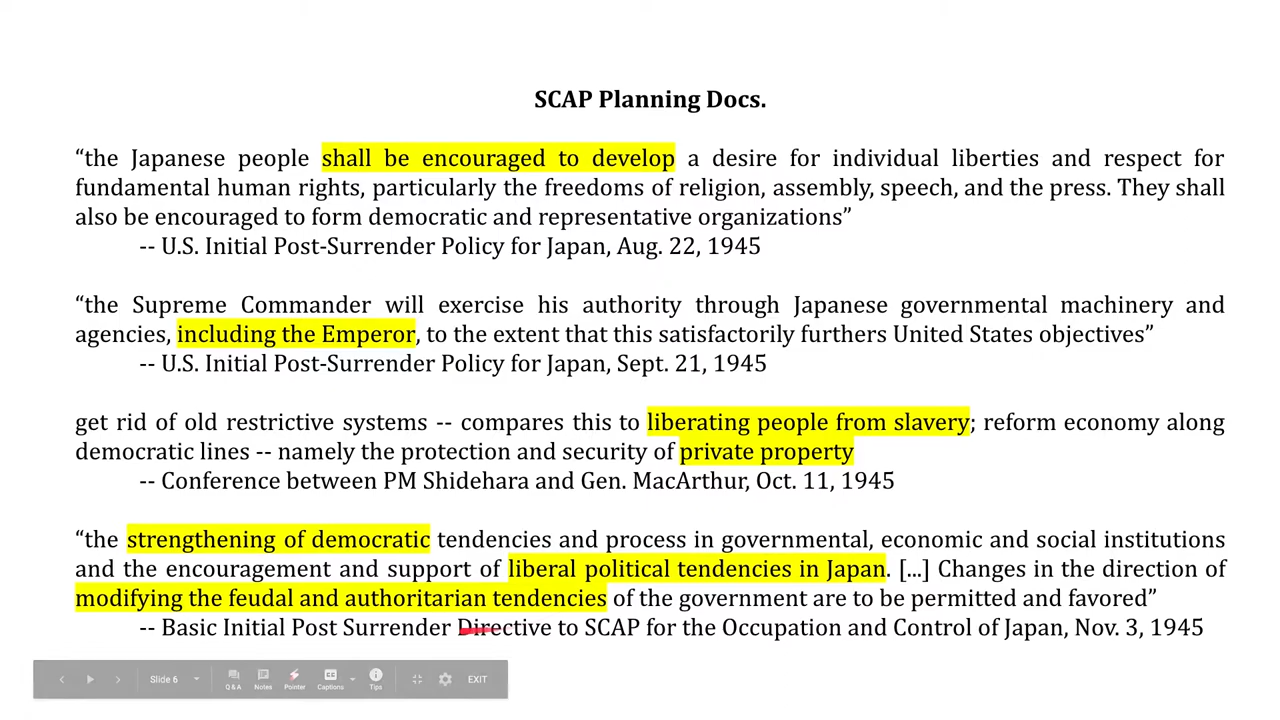 SCAP Planning Docs.
“the Japanese people shall be encouraged to develop a desire for individual liberties and respect for
fundamental human rights, particularly the freedoms of religion, assembly, speech, and the press. They shall
also be encouraged to form democratic and representative organizations”
-- U.S. Initial Post-Surrender Policy for Japan, Aug. 22, 1945
“the Supreme Commander will exercise his authority through Japanese governmental machinery and
agencies, including the Emperor, to the extent that this satisfactorily furthers United States objectives”
-- U.S. Initial Post-Surrender Policy for Japan, Sept. 21, 1945
get rid of old restrictive systems -- compares this to liberating people from slavery; reform economy along
democratic lines -- namely the protection and security of private property
-- Conference between PM Shidehara and Gen. MacArthur, Oct. 11, 1945
“the strengthening of democratic tendencies and process in governmental, economic and social institutions
and the encouragement and support of liberal political tendencies in Japan. [...] Changes in the direction of
modifying the feudal and authoritarian tendencies of the government are to be permitted and favored”
-- Basic Initial Post Surrender Directive to SCAP for the Occupation and Control of Japan, Nov. 3, 1945
Slide 6 Q&A Notes Pointer CC Captions Tips EXIT